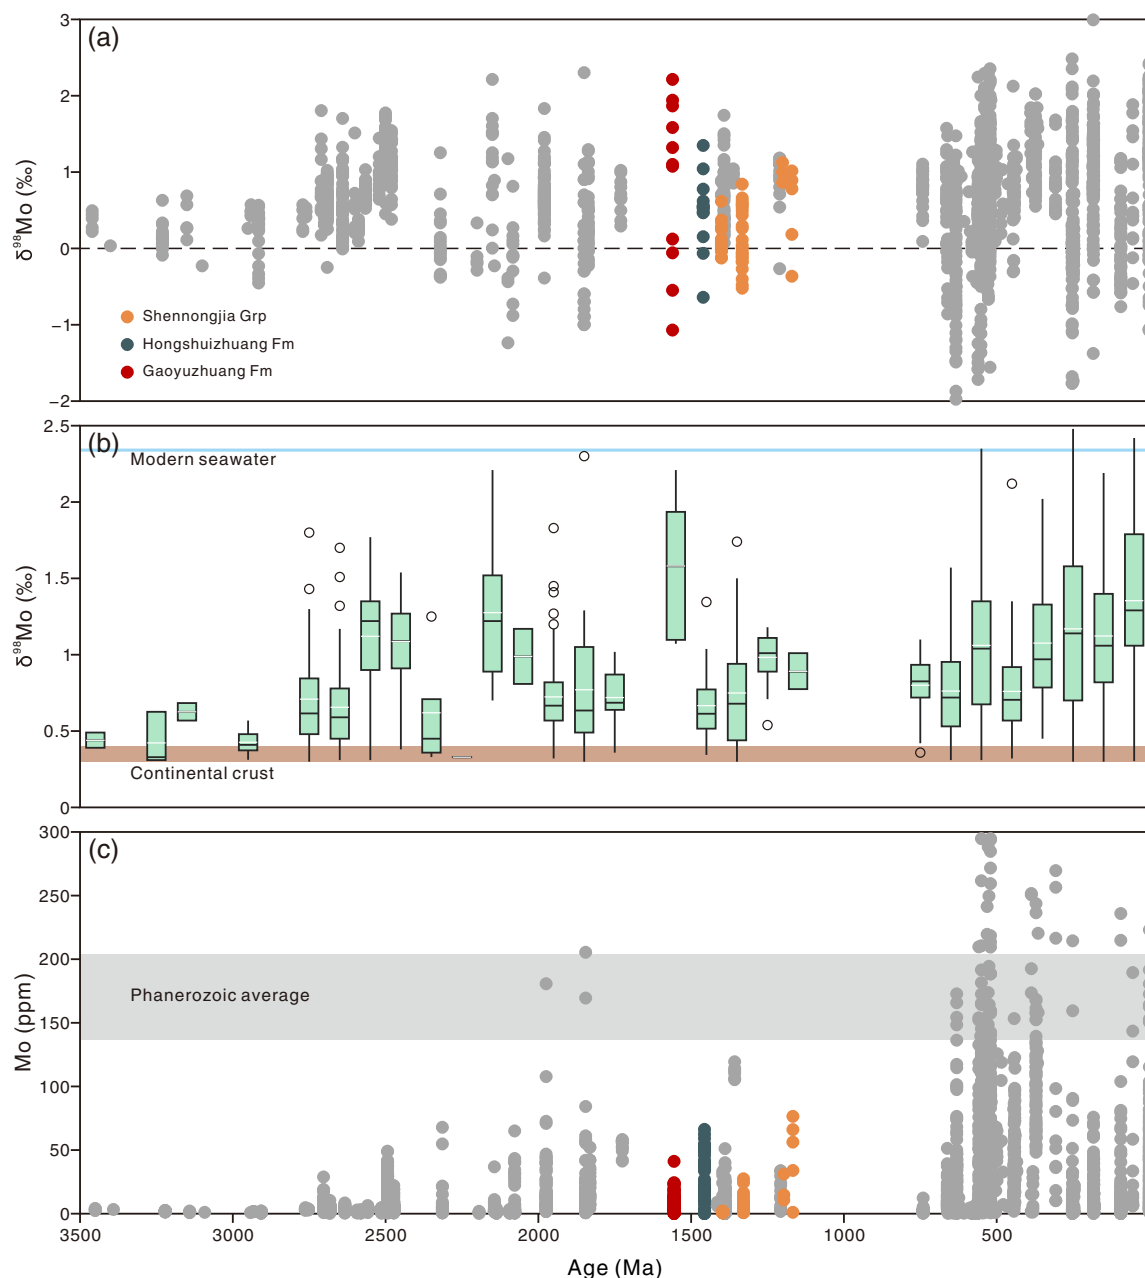 (a)
3
2
1
0
−1
−2
δ⁹⁸Mo (‰)
Shennongjia Grp
Hongshuizhuang Fm
Gaoyuzhuang Fm
(b)
2.5
2
1.5
1
0.5
0
δ⁹⁸Mo (‰)
Modern seawater
Continental crust
(c)
300
250
200
150
100
50
0
Mo (ppm)
Phanerozoic average
3500 3000 2500 2000 1500 1000 500
Age (Ma)